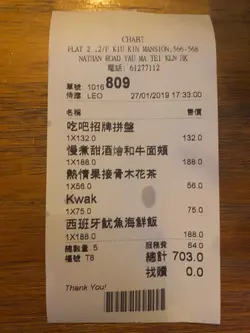 CHART
FLAT 2 ,2/F KIU KIN MANSION,566-568
NATHAN ROAD YAU MA TEI KLN HK
電話: 61277112
單號 1016 809
侍應 LEO 27/01/2019 17:33:00
名稱 售價
吃吧招牌拼盤
1X132.0 132.0
慢煮甜酒燴和牛面頰
1X188.0 188.0
熱情果接骨木花茶
1X56.0 56.0
Kwak
1X75.0 75.0
西班牙魷魚海鮮飯
1X188.0 188.0
總數量.5 服務費 64.0
檯號 T8 總計 703.0
找贖 0.0
Thank You!